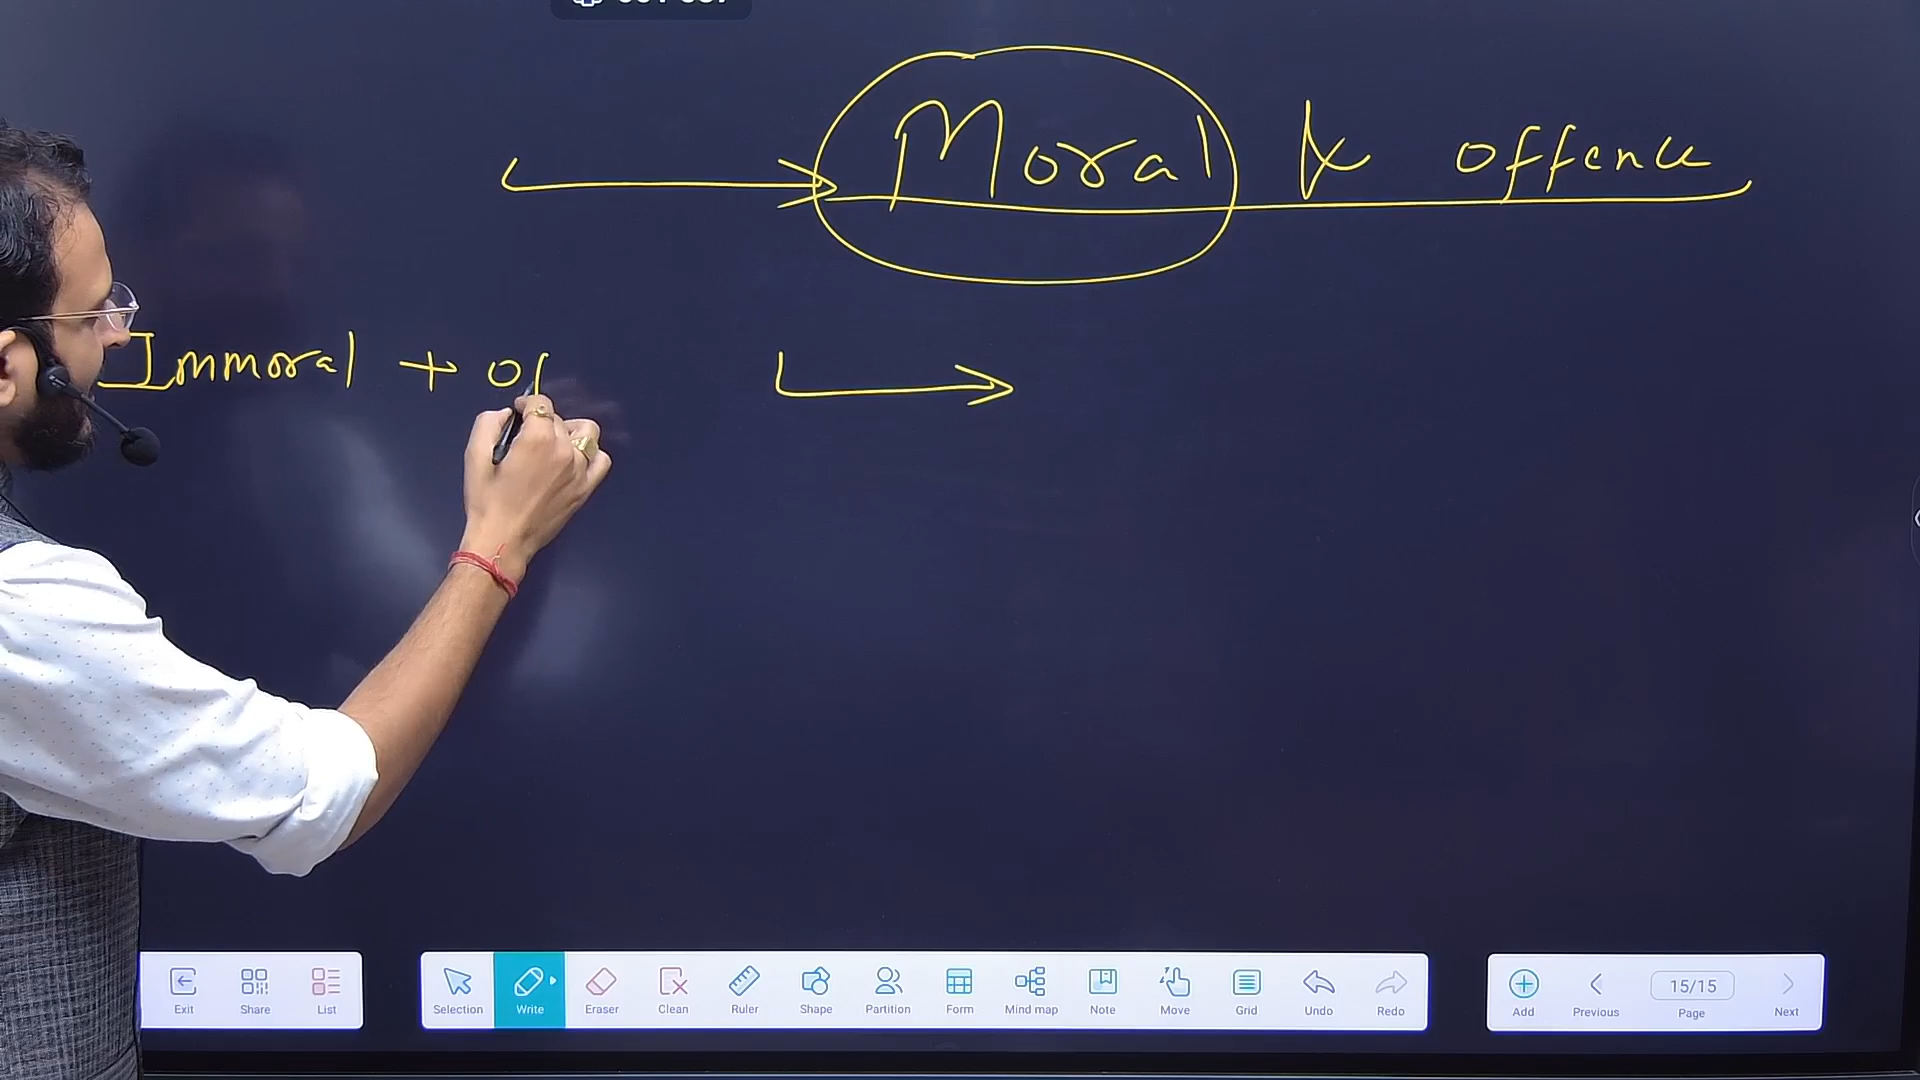 Moral & offence
Immoral + of
Exit Share List Selection Write Eraser Clean Ruler Shape Partition Form Mind map Note Move Grid Undo Redo Add Previous 15/15 Page Next